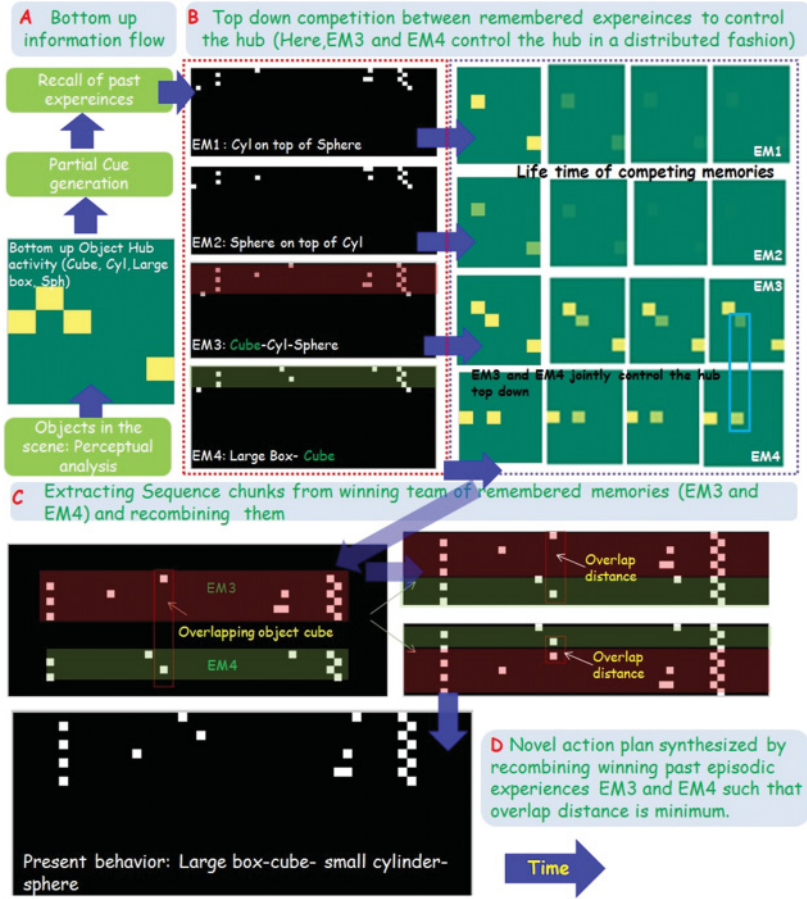 A Bottom up
information flow
Recall of past
expereinces
Partial Cue
generation
Bottom up Object Hub
activity (Cube, Cyl,Large
box, Sph)
Objects in the
scene: Perceptual
analysis
B Top down competition between remembered expereinces to control
the hub (Here,EM3 and EM4 control the hub in a distributed fashion)
EM1: Cyl on top of Sphere
EM2: Sphere on top of Cyl
EM3: Cube-Cyl-Sphere
EM4: Large Box- Cube
EM1
Life time of competing memories
EM2
EM3
EM3 and EM4 jointly control the hub
top down
EM4
C Extracting Sequence chunks from winning team of remembered memories (EM3 and
EM4) and recombining them
EM3
Overlapping object cube
EM4
Overlap
distance
Overlap
distance
D Novel action plan synthesized by
recombining winning past episodic
experiences EM3 and EM4 such that
overlap distance is minimum.
Present behavior: Large box-cube- small cylinder-
sphere
Time